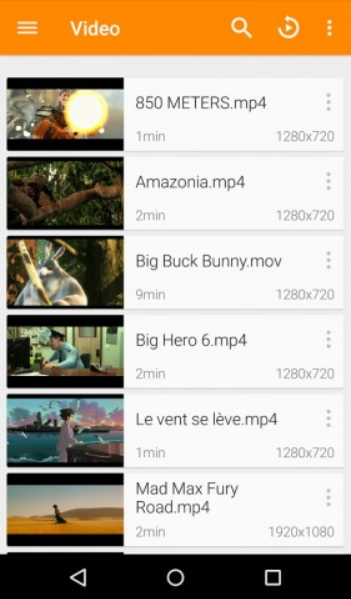 Video
850 METERS.mp4
1min 1280x720
Amazonia.mp4
2min 1280x720
Big Buck Bunny.mov
9min 1280x720
Big Hero 6.mp4
2min 1280x720
Le vent se lève.mp4
1min 1280x720
Mad Max Fury
Road.mp4
2min 1920x1080